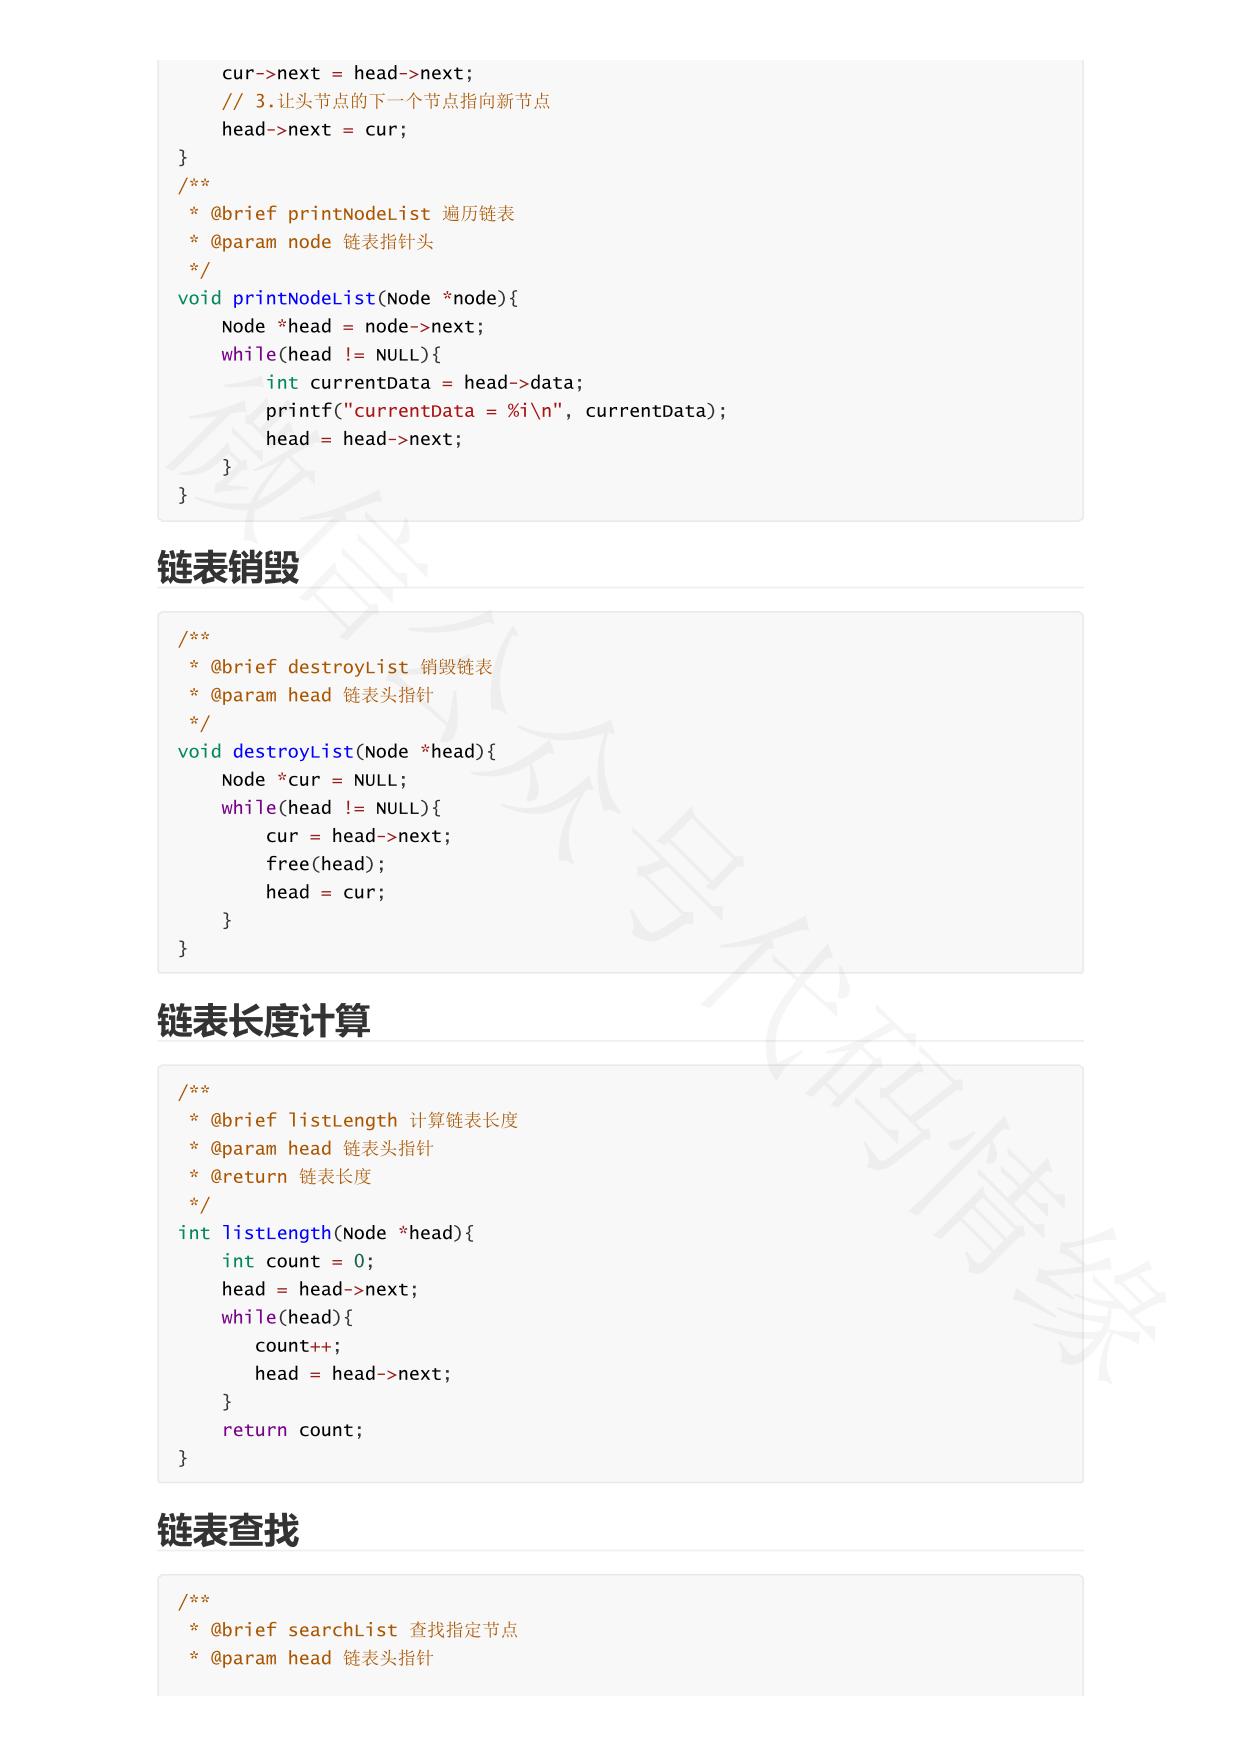 cur->next = head->next;
    // 3.让头节点的下一个节点指向新节点
    head->next = cur;
}
/**
 * @brief printNodeList 遍历链表
 * @param node 链表指针头
 */
void printNodeList(Node *node){
    Node *head = node->next;
    while(head != NULL){
        int currentData = head->data;
        printf("currentData = %i\n", currentData);
        head = head->next;
    }
}
链表销毁
/**
 * @brief destroyList 销毁链表
 * @param head 链表头指针
 */
void destroyList(Node *head){
    Node *cur = NULL;
    while(head != NULL){
        cur = head->next;
        free(head);
        head = cur;
    }
}
链表长度计算
/**
 * @brief listLength 计算链表长度
 * @param head 链表头指针
 * @return 链表长度
 */
int listLength(Node *head){
    int count = 0;
    head = head->next;
    while(head){
       count++;
       head = head->next;
    }
    return count;
}
链表查找
/**
 * @brief searchList 查找指定节点
 * @param head 链表头指针
微信公众号代码情缘